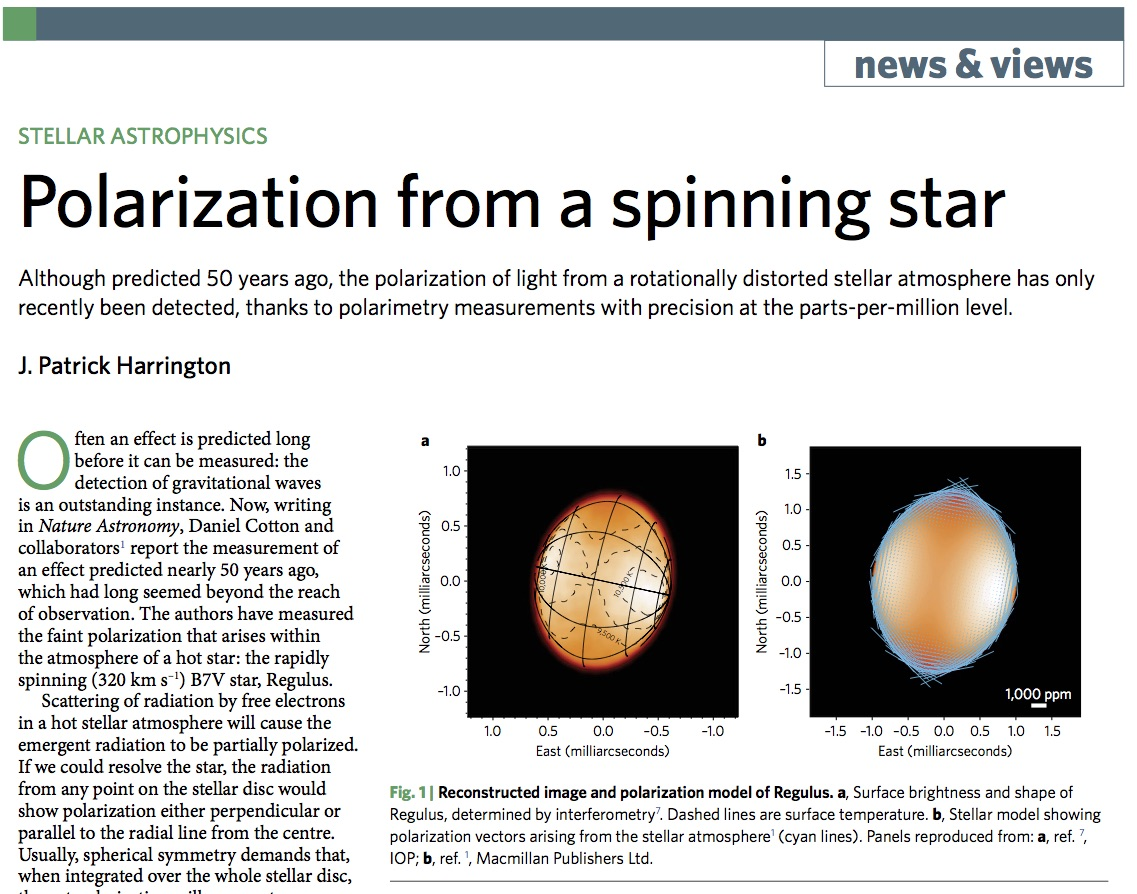 news & views
STELLAR ASTROPHYSICS
Polarization from a spinning star
Although predicted 50 years ago, the polarization of light from a rotationally distorted stellar atmosphere has only
recently been detected, thanks to polarimetry measurements with precision at the parts-per-million level.
J. Patrick Harrington
Often an effect is predicted long
before it can be measured: the
detection of gravitational waves
is an outstanding instance. Now, writing
in Nature Astronomy, Daniel Cotton and
collaborators¹ report the measurement of
an effect predicted nearly 50 years ago,
which had long seemed beyond the reach
of observation. The authors have measured
the faint polarization that arises within
the atmosphere of a hot star: the rapidly
spinning (320 km s⁻¹) B7V star, Regulus.
Scattering of radiation by free electrons
in a hot stellar atmosphere will cause the
emergent radiation to be partially polarized.
If we could resolve the star, the radiation
from any point on the stellar disc would
show polarization either perpendicular or
parallel to the radial line from the centre.
Usually, spherical symmetry demands that,
when integrated over the whole stellar disc,
a
North (milliarcseconds)
1.0
0.5
0.0
−0.5
−1.0
9,500 K
1.0 0.5 0.0 −0.5 −1.0
East (milliarcseconds)
b
North (milliarcseconds)
1.5
1.0
0.5
0.0
−0.5
−1.0
−1.5
1,000 ppm
−1.5 −1.0 −0.5 0.0 0.5 1.0 1.5
East (milliarcseconds)
Fig. 1 | Reconstructed image and polarization model of Regulus. a, Surface brightness and shape of
Regulus, determined by interferometry⁷. Dashed lines are surface temperature. b, Stellar model showing
polarization vectors arising from the stellar atmosphere¹ (cyan lines). Panels reproduced from: a, ref. ⁷,
IOP; b, ref. ¹, Macmillan Publishers Ltd.